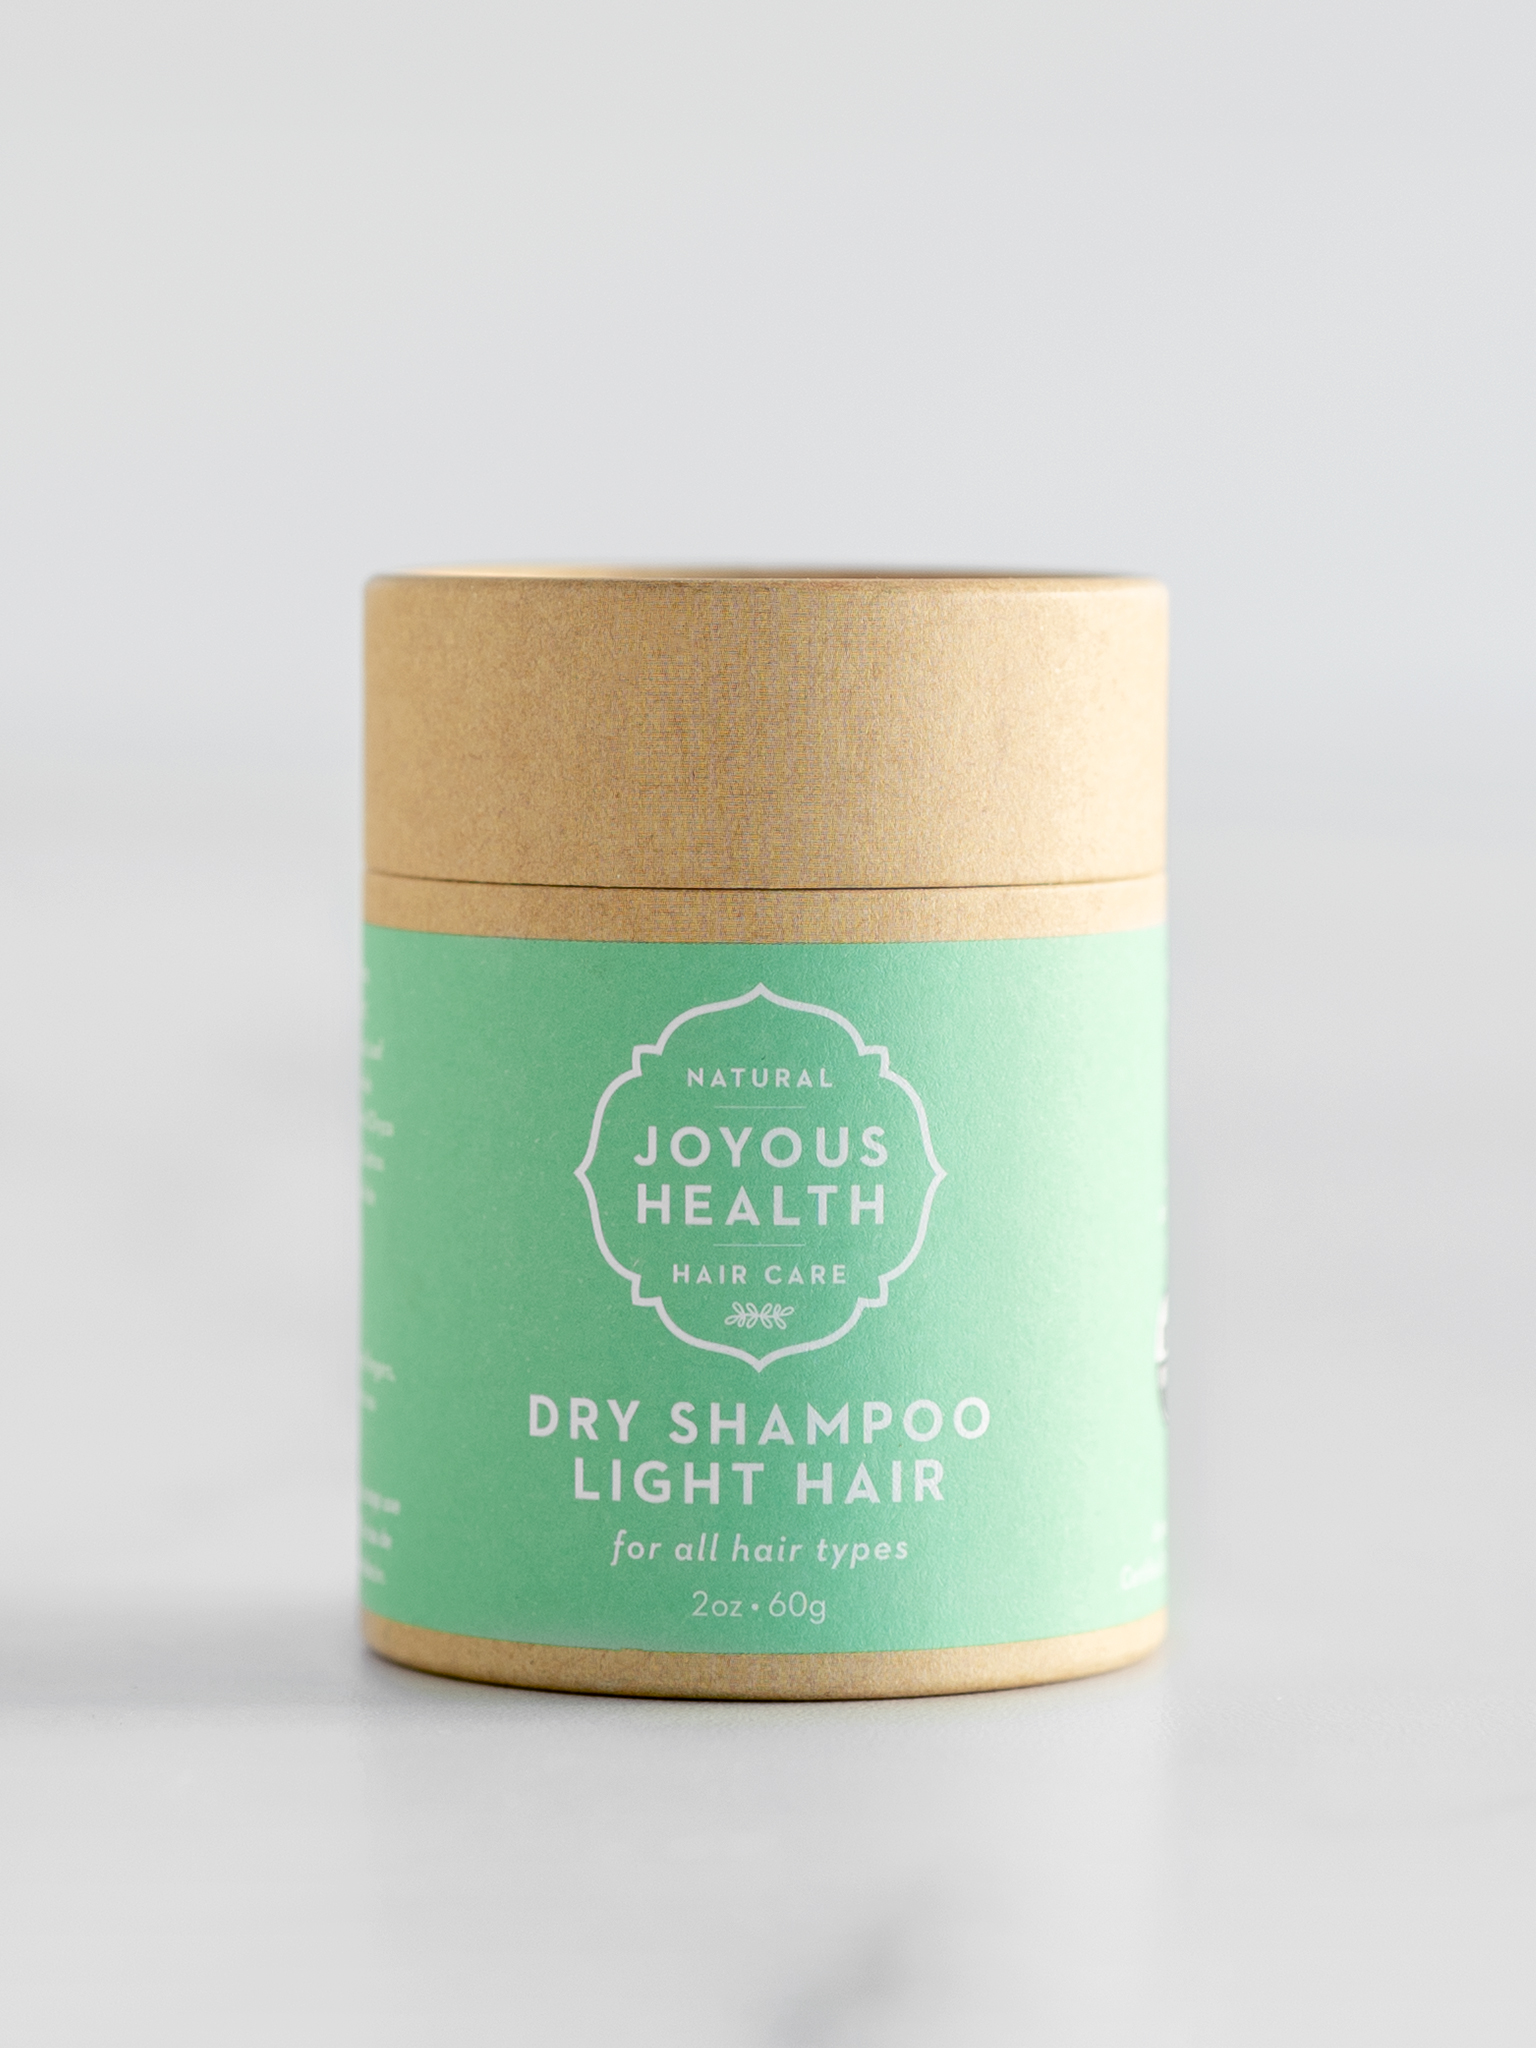 NATURAL
JOYOUS
HEALTH
HAIR CARE
DRY SHAMPOO
LIGHT HAIR
for all hair types
2oz • 60g